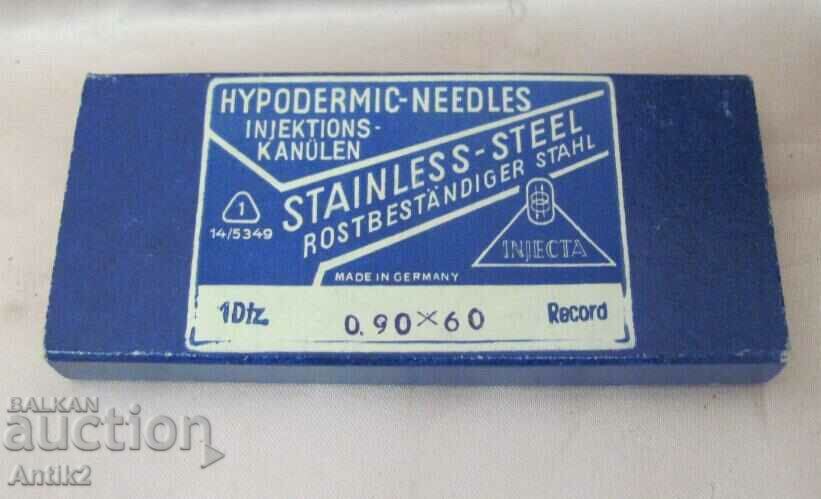 HYPODERMIC-NEEDLES
INJEKTIONS-
KANÜLEN
STAINLESS-STEEL
ROSTBESTÄNDIGER STAHL
1
14/5349
INJECTA
MADE IN GERMANY
1Dtz. 0.90×60 Record
BALKAN
auction
Antik2